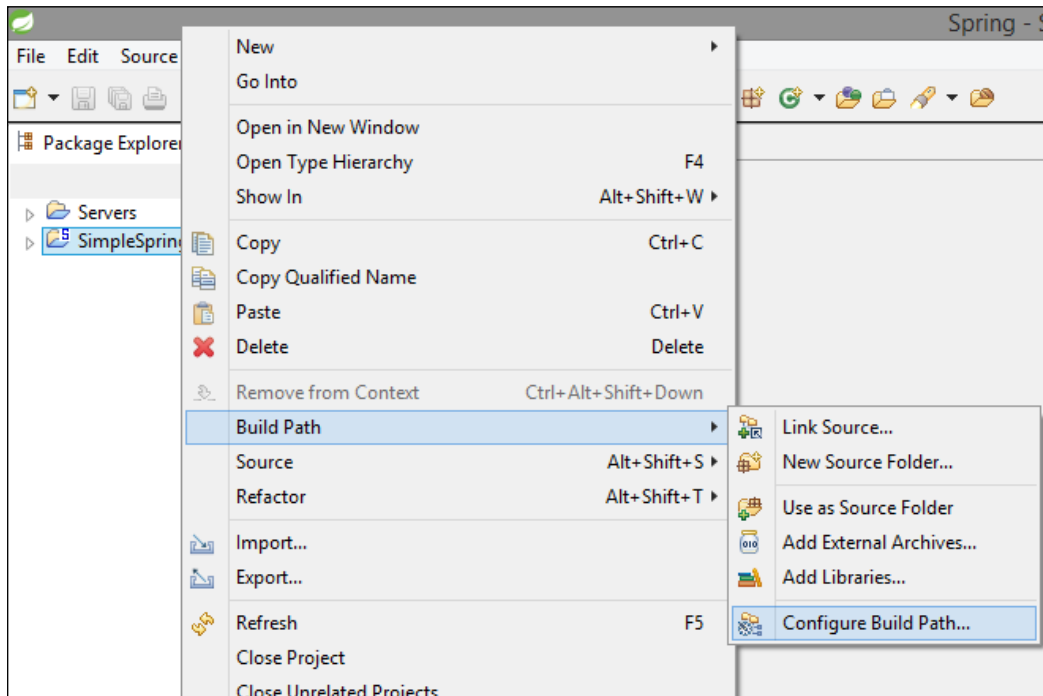 Spring - S
File Edit Source
Package Explorer
Servers
SimpleSpring
New
Go Into
Open in New Window
Open Type Hierarchy F4
Show In Alt+Shift+W
Copy Ctrl+C
Copy Qualified Name
Paste Ctrl+V
Delete Delete
Remove from Context Ctrl+Alt+Shift+Down
Build Path
Source Alt+Shift+S
Refactor Alt+Shift+T
Import...
Export...
Refresh F5
Close Project
Close Unrelated Projects
Link Source...
New Source Folder...
Use as Source Folder
Add External Archives...
Add Libraries...
Configure Build Path...